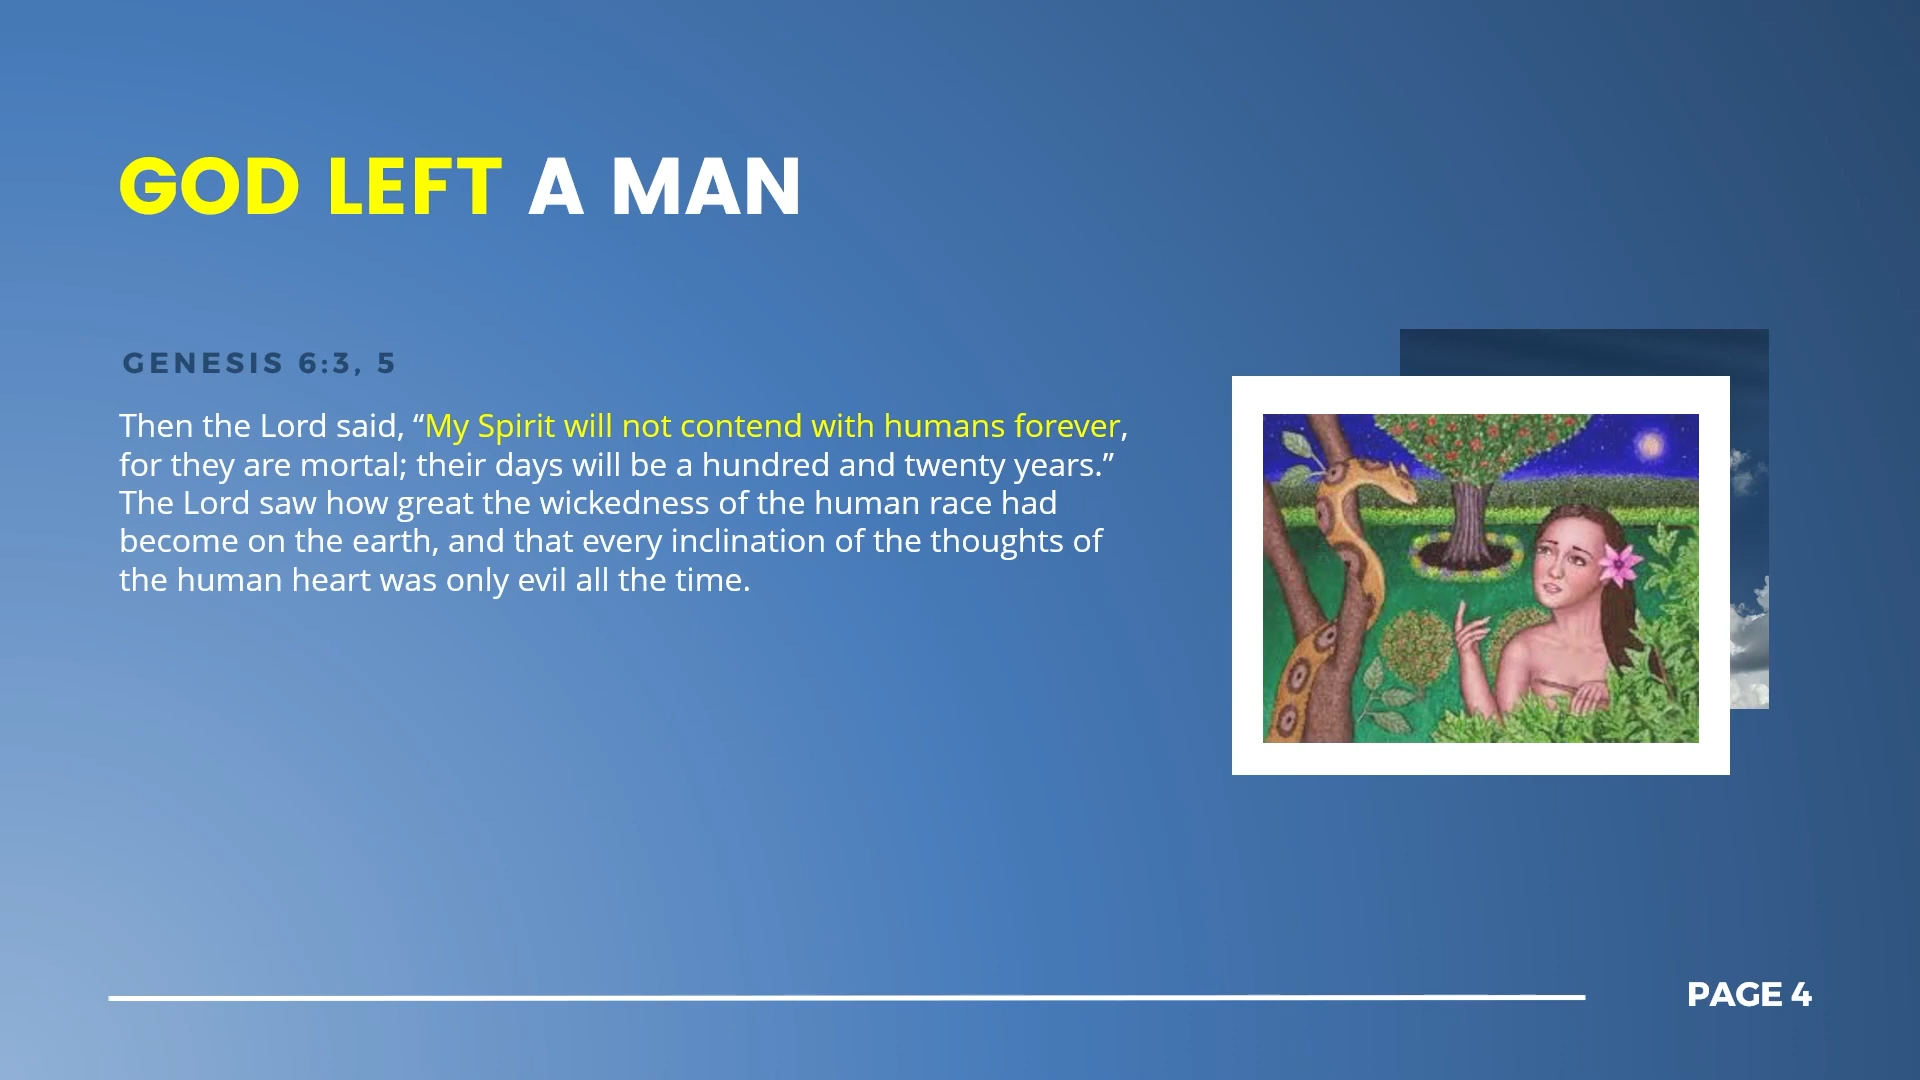 GOD LEFT A MAN
GENESIS 6:3, 5
Then the Lord said, “My Spirit will not contend with humans forever,
for they are mortal; their days will be a hundred and twenty years.”
The Lord saw how great the wickedness of the human race had
become on the earth, and that every inclination of the thoughts of
the human heart was only evil all the time.
PAGE 4